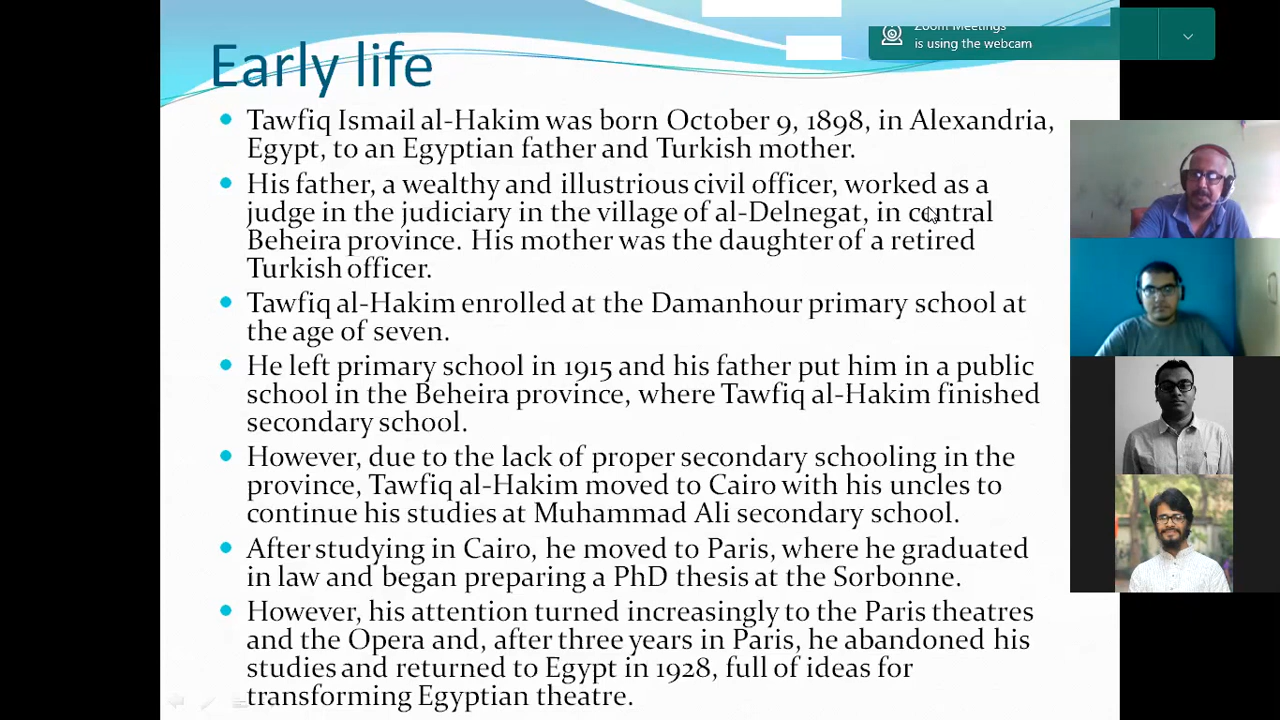 Early life
Zoom Meetings
is using the webcam
Tawfiq Ismail al-Hakim was born October 9, 1898, in Alexandria,
Egypt, to an Egyptian father and Turkish mother.
His father, a wealthy and illustrious civil officer, worked as a
judge in the judiciary in the village of al-Delnegat, in central
Beheira province. His mother was the daughter of a retired
Turkish officer.
Tawfiq al-Hakim enrolled at the Damanhour primary school at
the age of seven.
He left primary school in 1915 and his father put him in a public
school in the Beheira province, where Tawfiq al-Hakim finished
secondary school.
However, due to the lack of proper secondary schooling in the
province, Tawfiq al-Hakim moved to Cairo with his uncles to
continue his studies at Muhammad Ali secondary school.
After studying in Cairo, he moved to Paris, where he graduated
in law and began preparing a PhD thesis at the Sorbonne.
However, his attention turned increasingly to the Paris theatres
and the Opera and, after three years in Paris, he abandoned his
studies and returned to Egypt in 1928, full of ideas for
transforming Egyptian theatre.